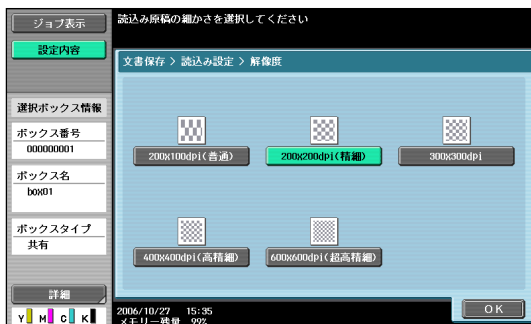 ジョブ表示
設定内容
読込み原稿の細かさを選択してください
文書保存 > 読込み設定 > 解像度
選択ボックス情報
ボックス番号
000000001
ボックス名
box01
ボックスタイプ
共有
200x100dpi(普通)
200x200dpi(精細)
300x300dpi
400x400dpi(高精細)
600x600dpi(超高精細)
詳細
Y M C K
2006/10/27 15:35
メモリー残量 99%
OK